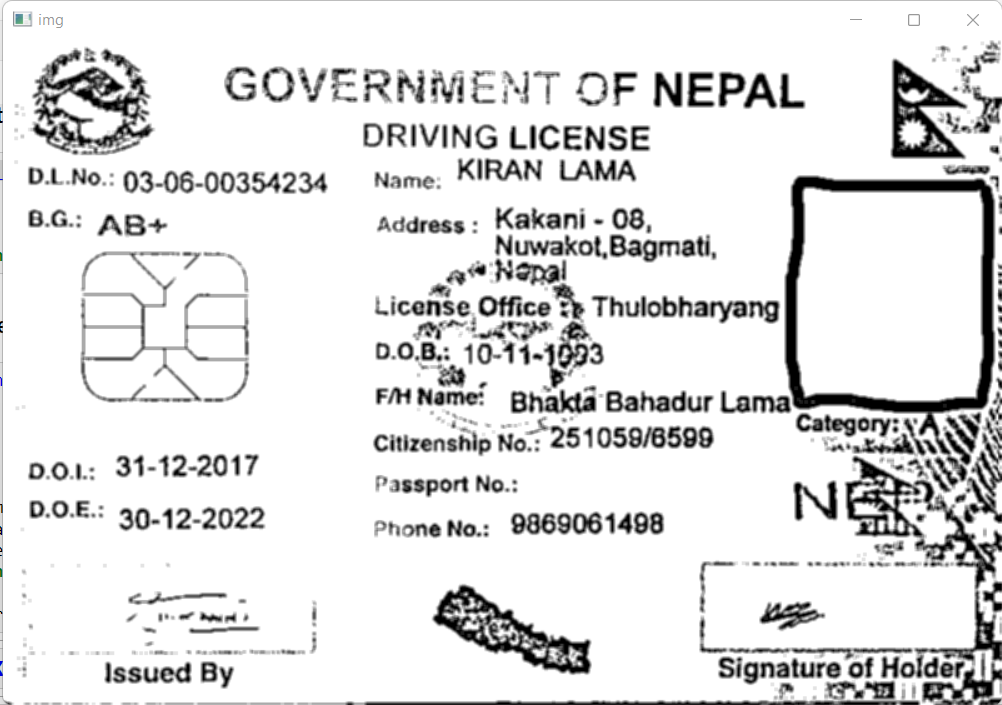 img
GOVERNMENT OF NEPAL
DRIVING LICENSE
D.L.No.: 03-06-00354234
B.G.: AB+
Name: KIRAN LAMA
Address : Kakani - 08,
Nuwakot,Bagmati,
Nepal
License Office : Thulobharyang
D.O.B.: 10-11-1993
F/H Name: Bhakta Bahadur Lama
Citizenship No.: 251059/6599
Category: A
Passport No.:
Phone No.: 9869061498
D.O.I.: 31-12-2017
D.O.E.: 30-12-2022
NEP
Issued By
Signature of Holder